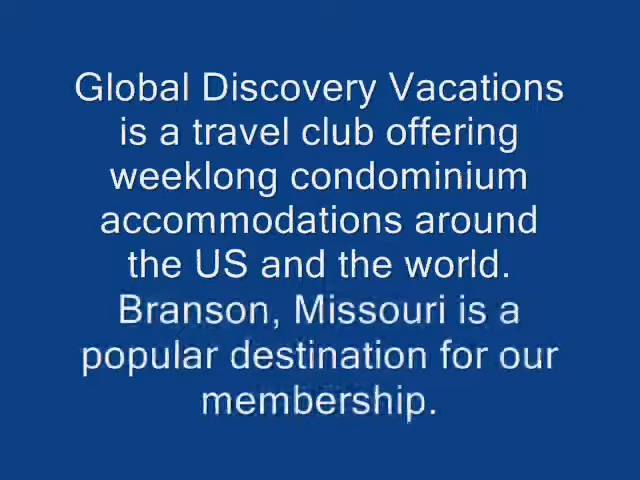 Global Discovery Vacations
is a travel club offering
weeklong condominium
accommodations around
the US and the world.
Branson, Missouri is a
popular destination for our
membership.